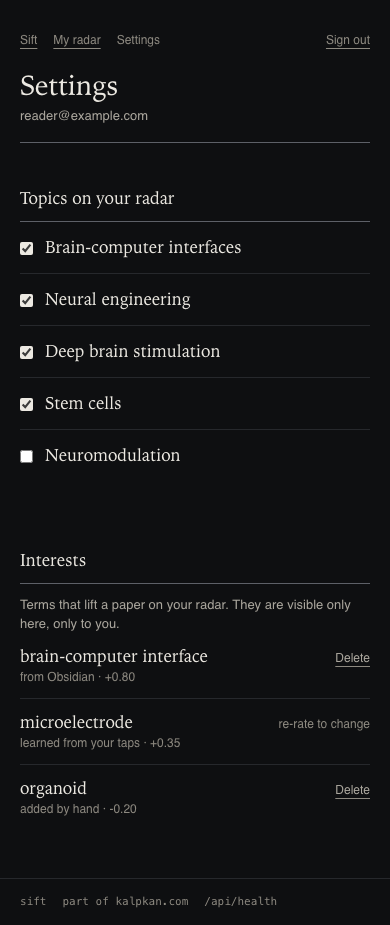 Sift My radar Settings Sign out
Settings
reader@example.com
Topics on your radar
Brain-computer interfaces
Neural engineering
Deep brain stimulation
Stem cells
Neuromodulation
Interests
Terms that lift a paper on your radar. They are visible only
here, only to you.
brain-computer interface Delete
from Obsidian · +0.80
microelectrode re-rate to change
learned from your taps · +0.35
organoid Delete
added by hand · -0.20
sift part of kalpkan.com /api/health